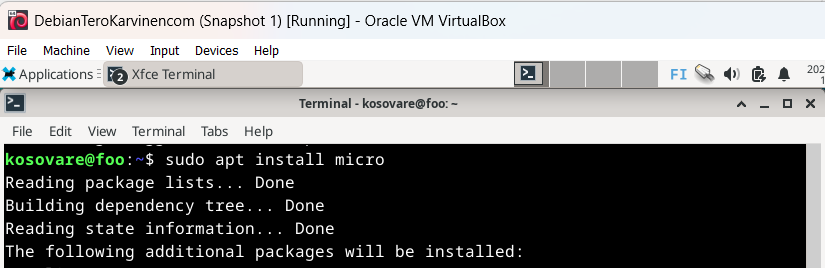 DebianTeroKarvinencom (Snapshot 1) [Running] - Oracle VM VirtualBox
File Machine View Input Devices Help
Applications 2 Xfce Terminal FI 202
Terminal - kosovare@foo: ~
File Edit View Terminal Tabs Help
kosovare@foo:~$ sudo apt install micro
Reading package lists... Done
Building dependency tree... Done
Reading state information... Done
The following additional packages will be installed: